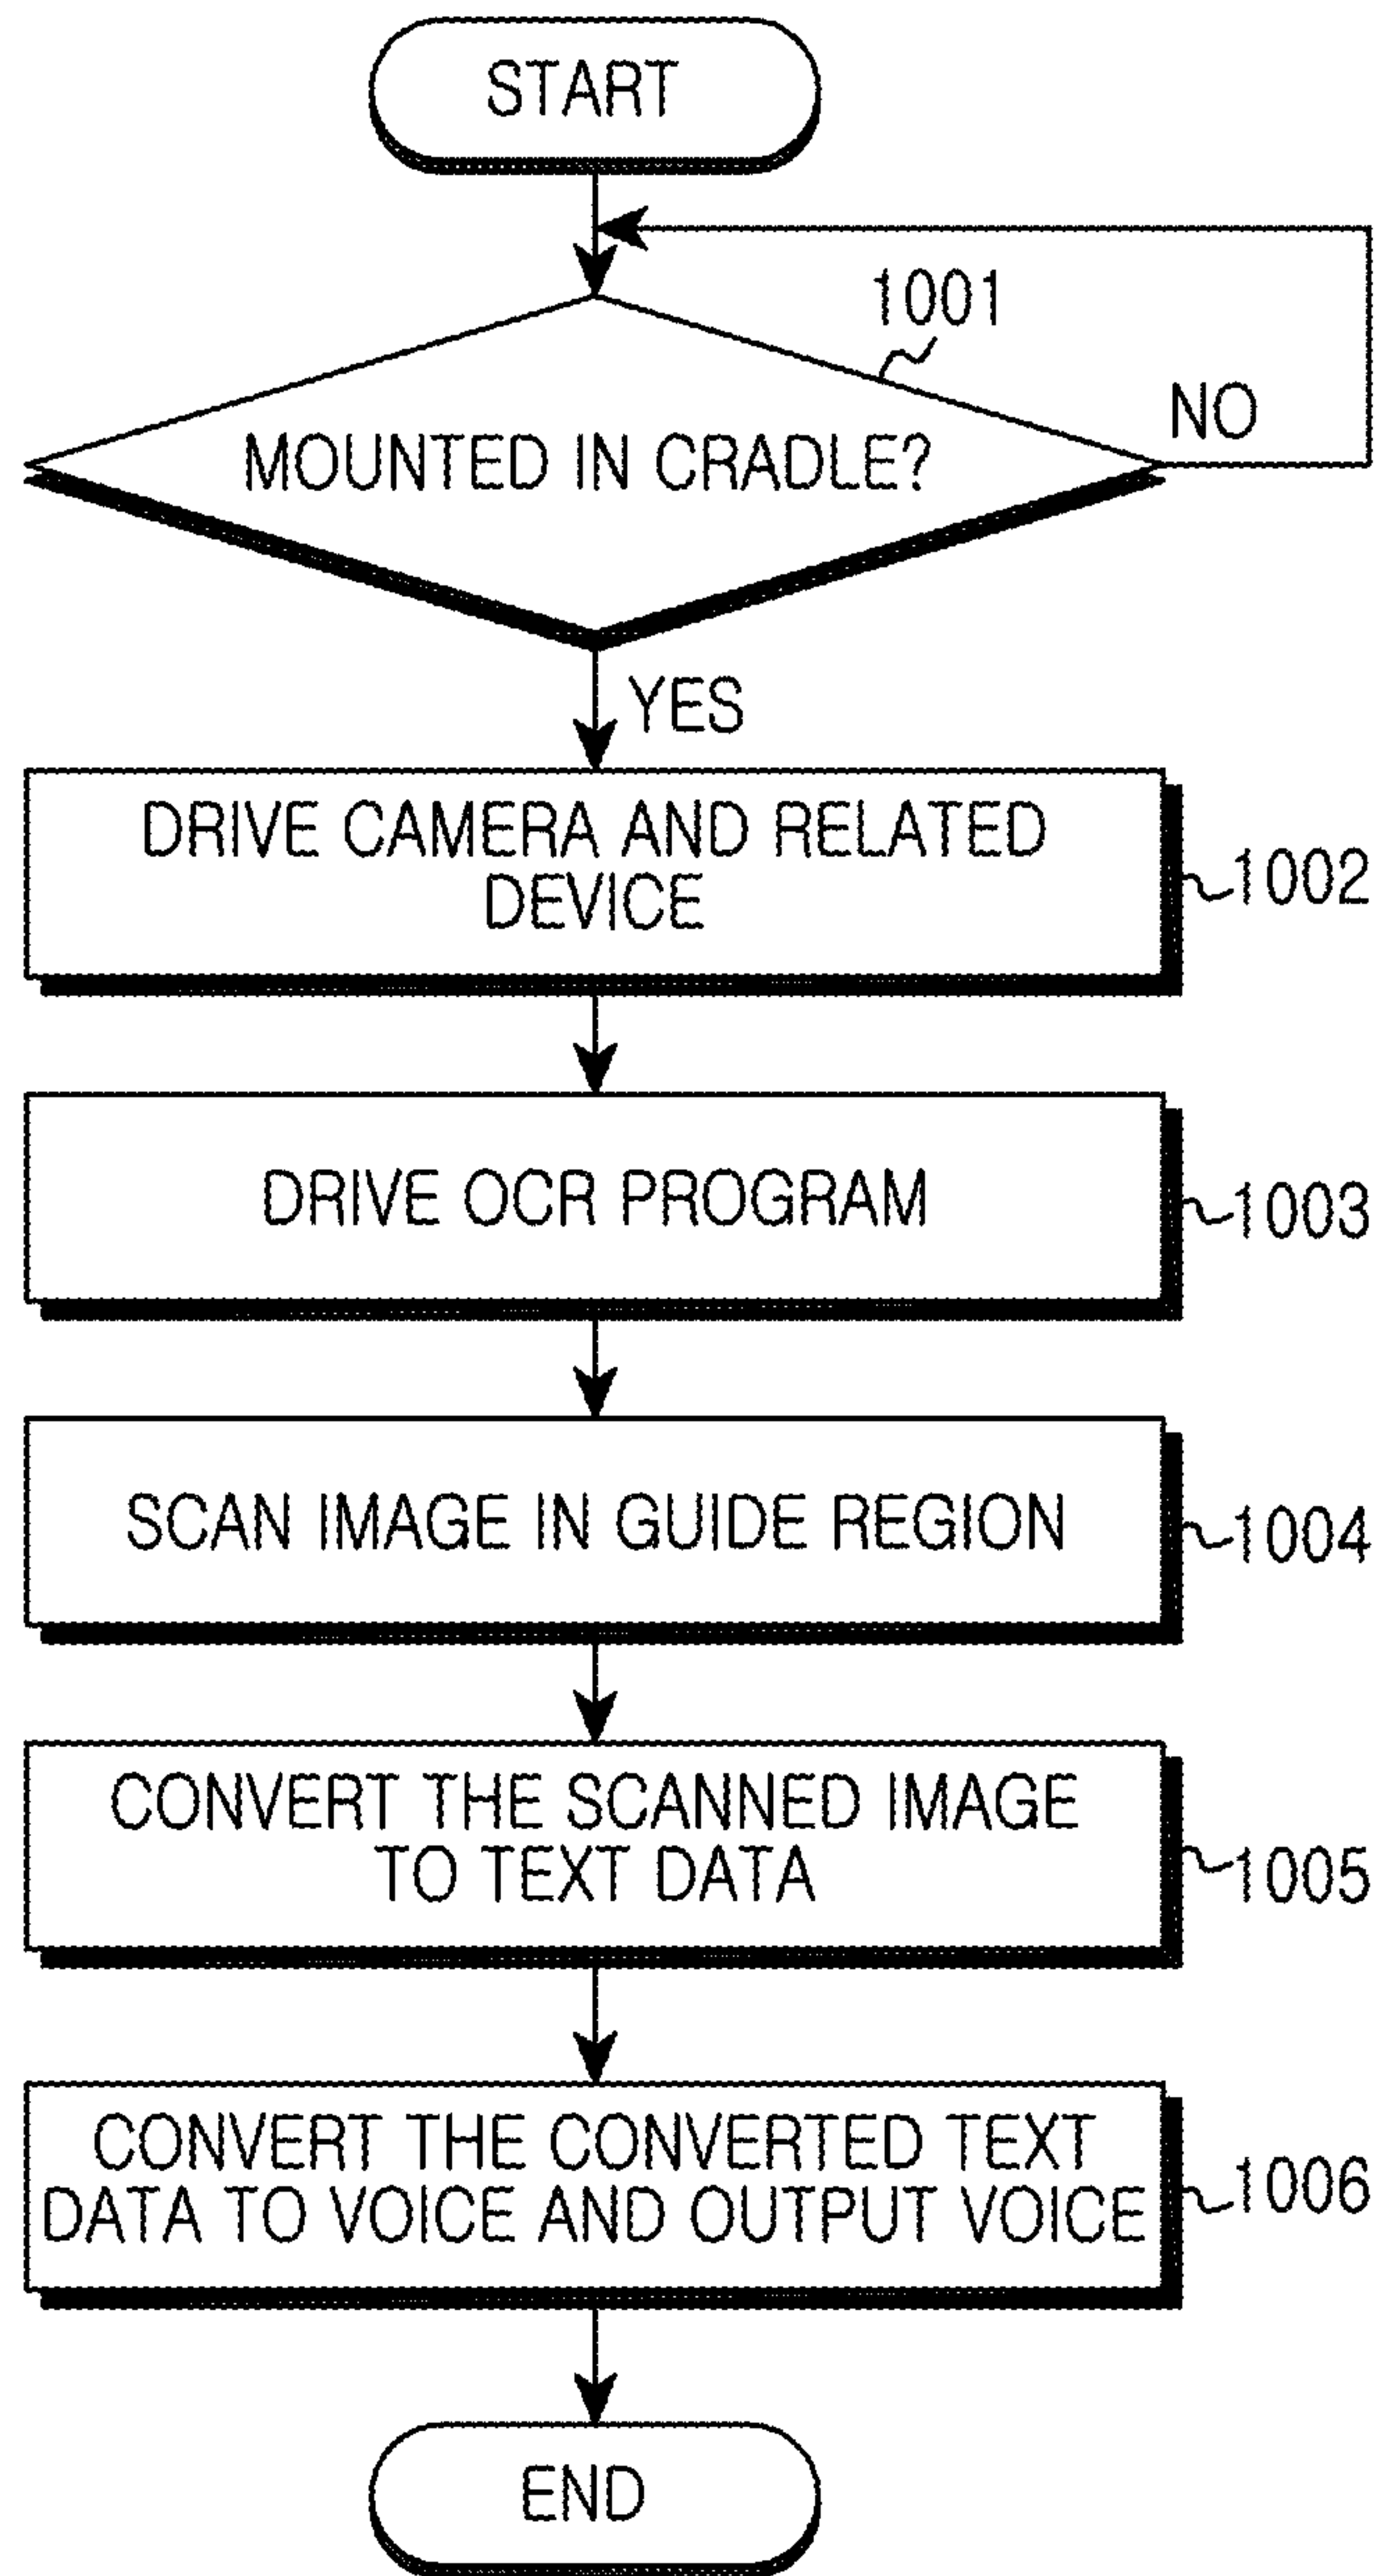 START
1001
NO
MOUNTED IN CRADLE?
YES
DRIVE CAMERA AND RELATED
DEVICE
1002
DRIVE OCR PROGRAM
1003
SCAN IMAGE IN GUIDE REGION
1004
CONVERT THE SCANNED IMAGE
TO TEXT DATA
1005
CONVERT THE CONVERTED TEXT
DATA TO VOICE AND OUTPUT VOICE
1006
END